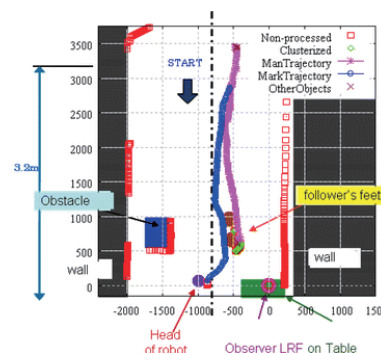 3500
3000
2500
2000
1500
1000
500
0
3.2m
START
Non-processed
Clusterized
ManTrajectory
MarkTrajectory
OtherObjects
Obstacle
follower's feet
wall
wall
-2000
-1500
-1000
-500
0
500
Head
of robot
Observer LRF on Table